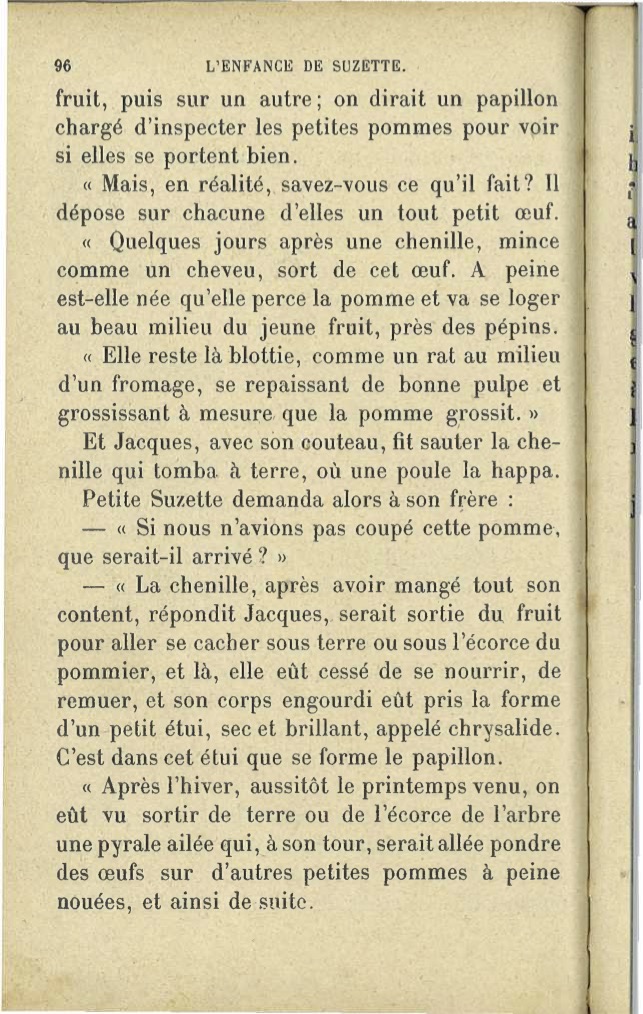 96 L'ENFANCE DE SUZETTE.
fruit, puis sur un autre; on dirait un papillon
chargé d'inspecter les petites pommes pour voir
si elles se portent bien.
« Mais, en réalité, savez-vous ce qu'il fait? Il
dépose sur chacune d'elles un tout petit œuf.
« Quelques jours après une chenille, mince
comme un cheveu, sort de cet œuf. A peine
est-elle née qu'elle perce la pomme et va se loger
au beau milieu du jeune fruit, près des pépins.
« Elle reste là blottie, comme un rat au milieu
d'un fromage, se repaissant de bonne pulpe et
grossissant à mesure que la pomme grossit. »
Et Jacques, avec son couteau, fit sauter la che-
nille qui tomba à terre, où une poule la happa.
Petite Suzette demanda alors à son frère :
— « Si nous n'avions pas coupé cette pomme,
que serait-il arrivé ? »
— « La chenille, après avoir mangé tout son
content, répondit Jacques, serait sortie du fruit
pour aller se cacher sous terre ou sous l'écorce du
pommier, et là, elle eût cessé de se nourrir, de
remuer, et son corps engourdi eût pris la forme
d'un petit étui, sec et brillant, appelé chrysalide.
C'est dans cet étui que se forme le papillon.
« Après l'hiver, aussitôt le printemps venu, on
eût vu sortir de terre ou de l'écorce de l'arbre
une pyrale ailée qui, à son tour, serait allée pondre
des œufs sur d'autres petites pommes à peine
nouées, et ainsi de suite.